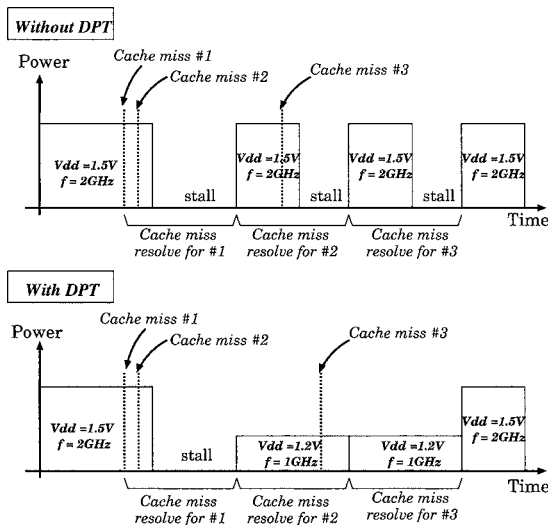 Without DPT
Cache miss #1
Cache miss #2
Cache miss #3
Power
Vdd =1.5V
f = 2GHz
stall
Vdd =1.5V
f = 2GHz
stall
Vdd =1.5V
f = 2GHz
stall
Vdd =1.5V
f = 2GHz
Time
Cache miss
resolve for #1
Cache miss
resolve for #2
Cache miss
resolve for #3
With DPT
Cache miss #1
Cache miss #2
Cache miss #3
Power
Vdd =1.5V
f = 2GHz
stall
Vdd =1.2V
f = 1GHz
Vdd =1.2V
f = 1GHz
Vdd =1.5V
f = 2GHz
Time
Cache miss
resolve for #1
Cache miss
resolve for #2
Cache miss
resolve for #3